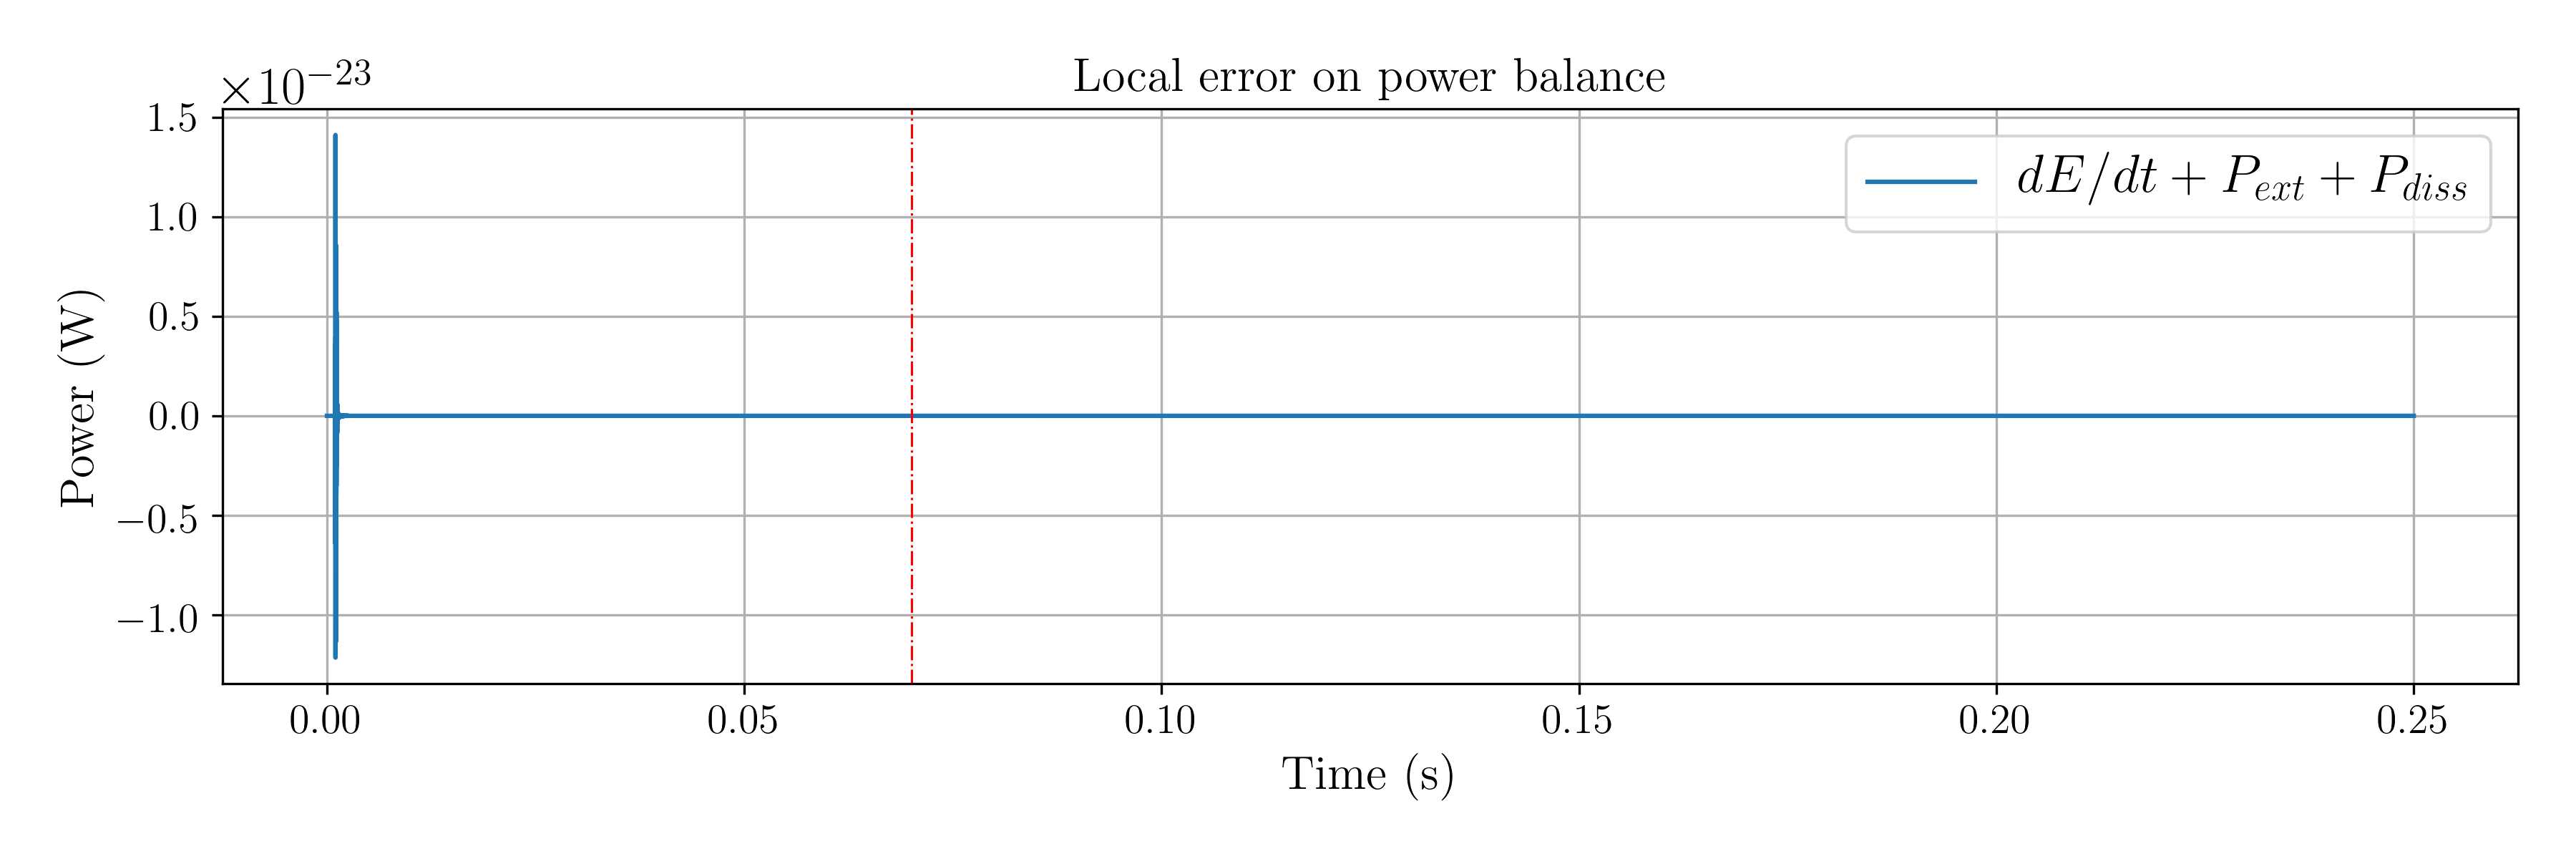 Local error on power balance
×10⁻²³
1.5
1.0
0.5
0.0
−0.5
−1.0
Power (W)
dE/dt + P_ext + P_diss
0.00 0.05 0.10 0.15 0.20 0.25
Time (s)